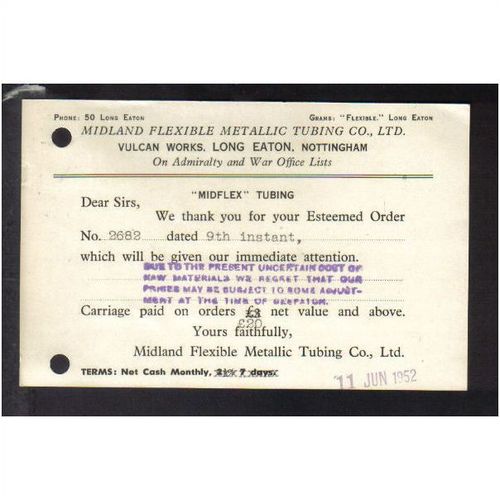 PHONE: 50 LONG EATON GRAMS: "FLEXIBLE." LONG EATON
MIDLAND FLEXIBLE METALLIC TUBING CO., LTD.
VULCAN WORKS, LONG EATON, NOTTINGHAM
On Admiralty and War Office Lists
"MIDFLEX" TUBING
Dear Sirs,
We thank you for your Esteemed Order
No. 2682 dated 9th instant,
which will be given our immediate attention.
DUE TO THE PRESENT UNCERTAIN COST OF
RAW MATERIALS WE REGRET THAT OUR
PRICES MAY BE SUBJECT TO SOME ADJUST-
MENT AT THE TIME OF DESPATCH.
Carriage paid on orders £3 net value and above.
£20.
Yours faithfully,
Midland Flexible Metallic Tubing Co., Ltd.
TERMS: Net Cash Monthly, 2½% 7 days.
11 JUN 1952